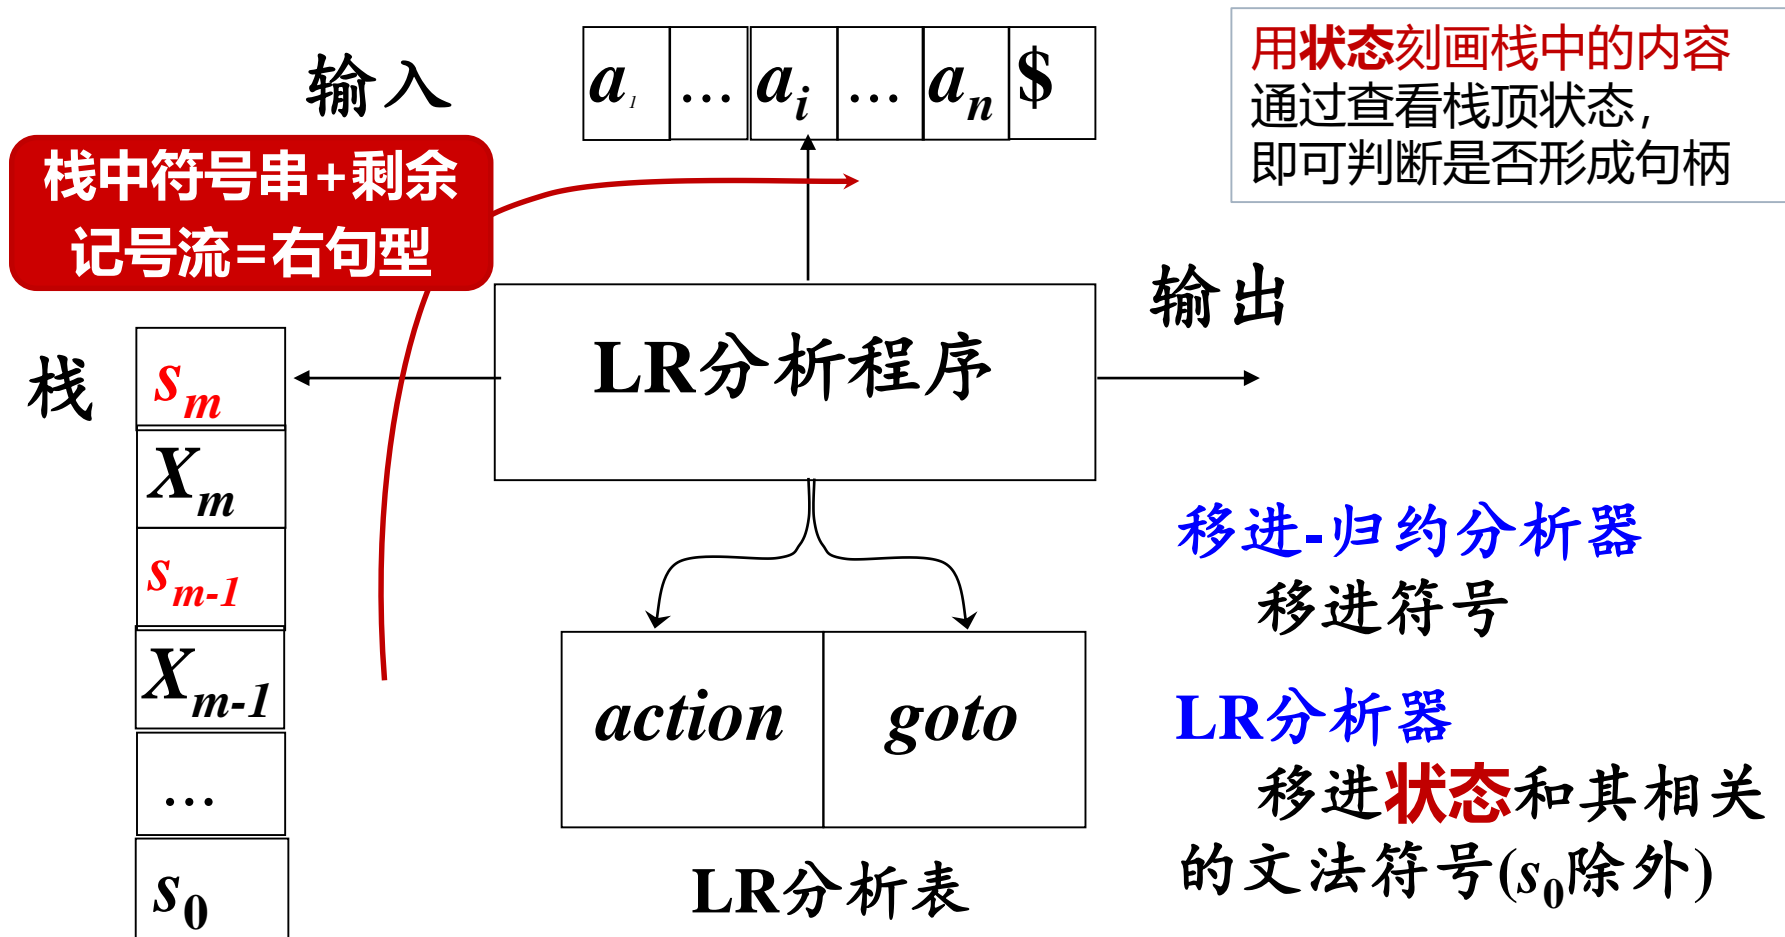 输入
a1 … ai … an $
用状态刻画栈中的内容
通过查看栈顶状态，
即可判断是否形成句柄
栈中符号串+剩余
记号流=右句型
输出
栈
sm
Xm
sm-1
Xm-1
…
s0
LR分析程序
action goto
LR分析表
移进-归约分析器
移进符号
LR分析器
移进状态和其相关
的文法符号(s0除外)